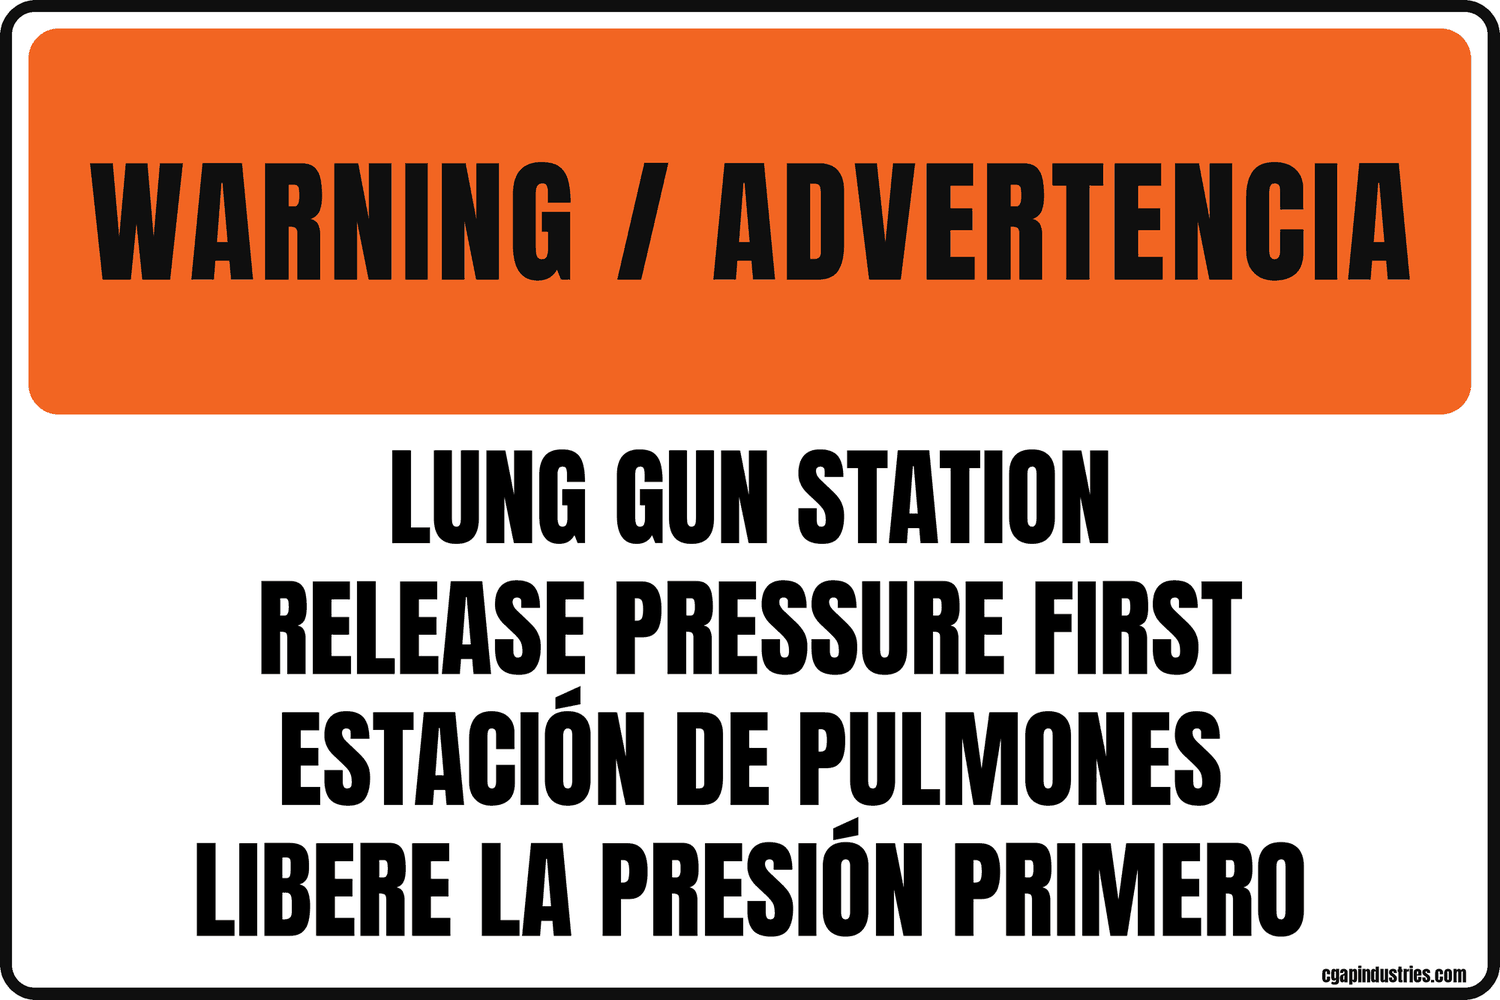 WARNING / ADVERTENCIA
LUNG GUN STATION
RELEASE PRESSURE FIRST
ESTACIÓN DE PULMONES
LIBERE LA PRESIÓN PRIMERO
cgapindustries.com